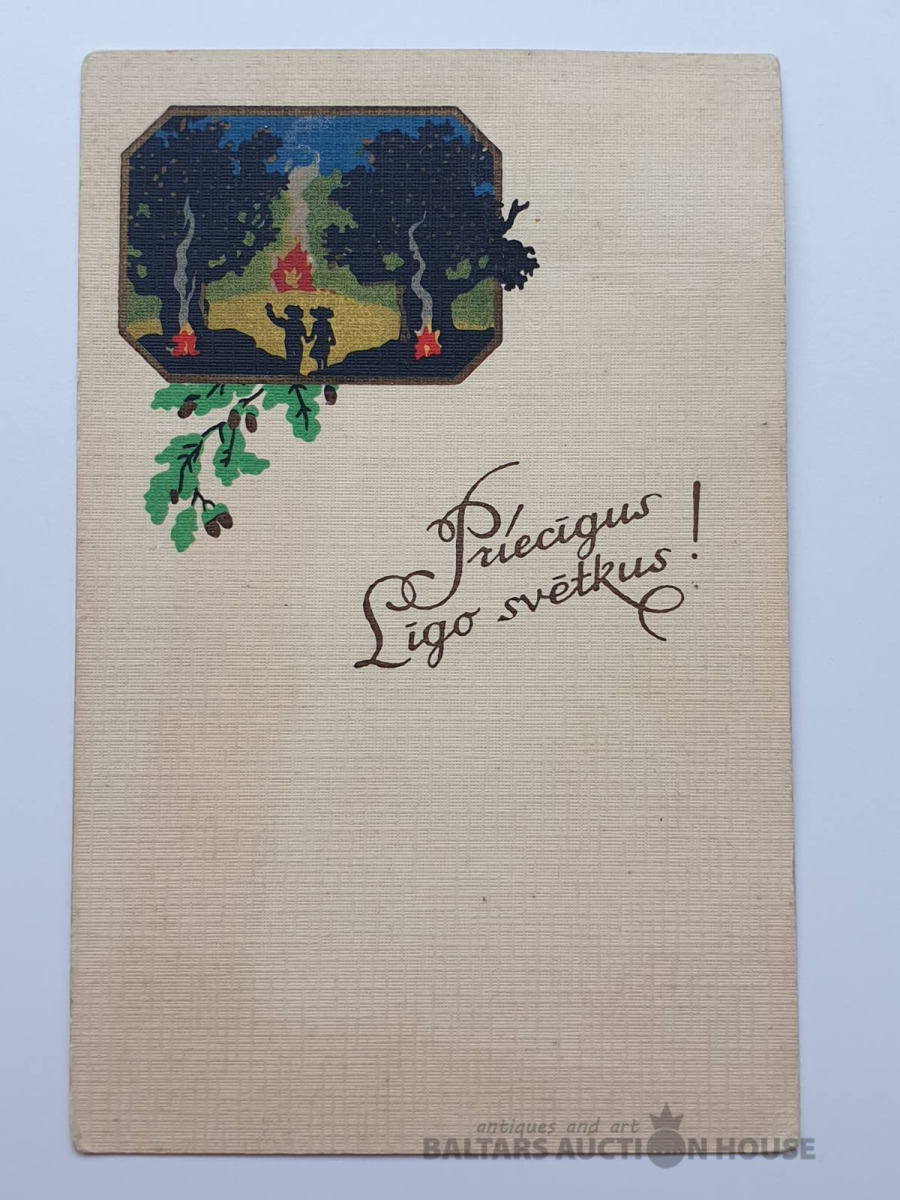 Priecīgus
Līgo svētkus!
antiques and art
BALTARS AUCTION HOUSE